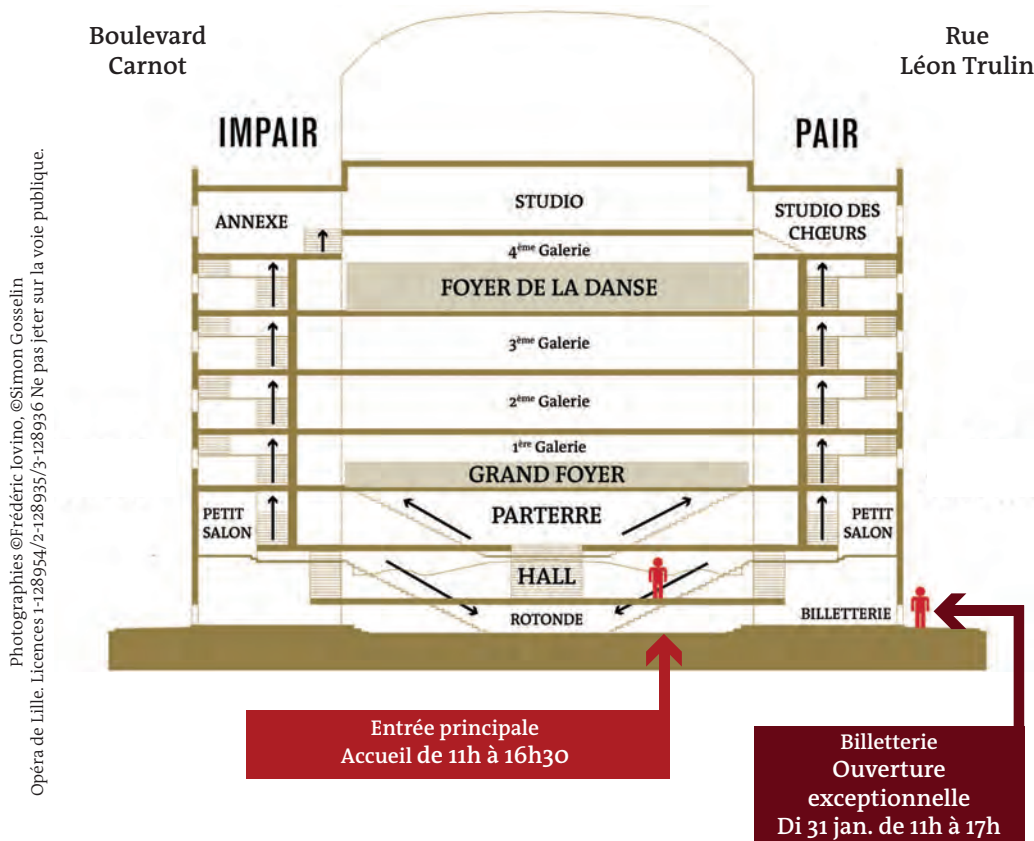 Boulevard
Carnot
Rue
Léon Trulin
IMPAIR
PAIR
STUDIO
ANNEXE
STUDIO DES
CHŒURS
4ème Galerie
FOYER DE LA DANSE
3ème Galerie
2ème Galerie
1ère Galerie
GRAND FOYER
PETIT
SALON
PARTERRE
PETIT
SALON
HALL
ROTONDE
BILLETTERIE
Entrée principale
Accueil de 11h à 16h30
Billetterie
Ouverture
exceptionnelle
Di 31 jan. de 11h à 17h
Photographies ©Frédéric Iovino, ©Simon Gosselin
Opéra de Lille. Licences 1-128954/2-128935/3-128936 Ne pas jeter sur la voie publique.